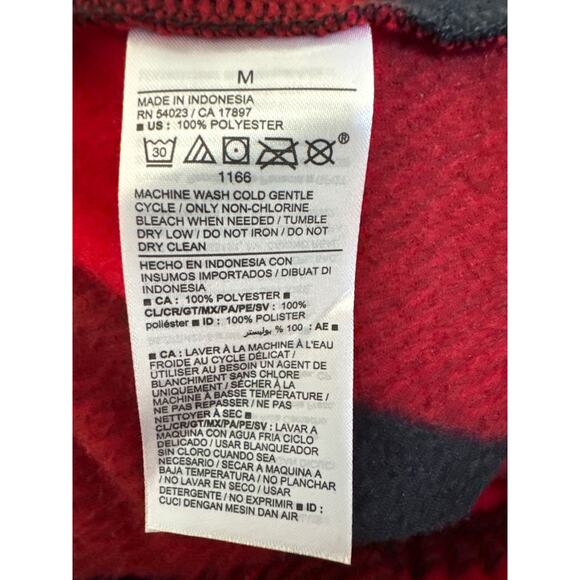 M
MADE IN INDONESIA
RN 54023 / CA 17897
■ US : 100% POLYESTER
30 ®
1166
MACHINE WASH COLD GENTLE
CYCLE / ONLY NON-CHLORINE
BLEACH WHEN NEEDED / TUMBLE
DRY LOW / DO NOT IRON / DO NOT
DRY CLEAN
HECHO EN INDONESIA CON
INSUMOS IMPORTADOS / DIBUAT DI
INDONESIA
■ CA : 100% POLYESTER ■
CL/CR/GT/MX/PA/PE/SV : 100%
poliéster ■ ID : 100% POLISTER
■ AE : 100 % بوليستر
■ CA : LAVER À LA MACHINE À L'EAU
FROIDE AU CYCLE DÉLICAT /
UTILISER AU BESOIN UN AGENT DE
BLANCHIMENT SANS CHLORE
UNIQUEMENT / SÉCHER À LA
MACHINE À BASSE TEMPÉRATURE /
NE PAS REPASSER / NE PAS
NETTOYER À SEC ■
CL/CR/GT/MX/PA/PE/SV : LAVAR A
MAQUINA CON AGUA FRIA CICLO
DELICADO / USAR BLANQUEADOR
SIN CLORO CUANDO SEA
NECESARIO / SECAR A MAQUINA A
BAJA TEMPERATURA / NO PLANCHAR
/ NO LAVAR EN SECO / USAR
DETERGENTE / NO EXPRIMIR ■ ID :
CUCI DENGAN MESIN DAN AIR